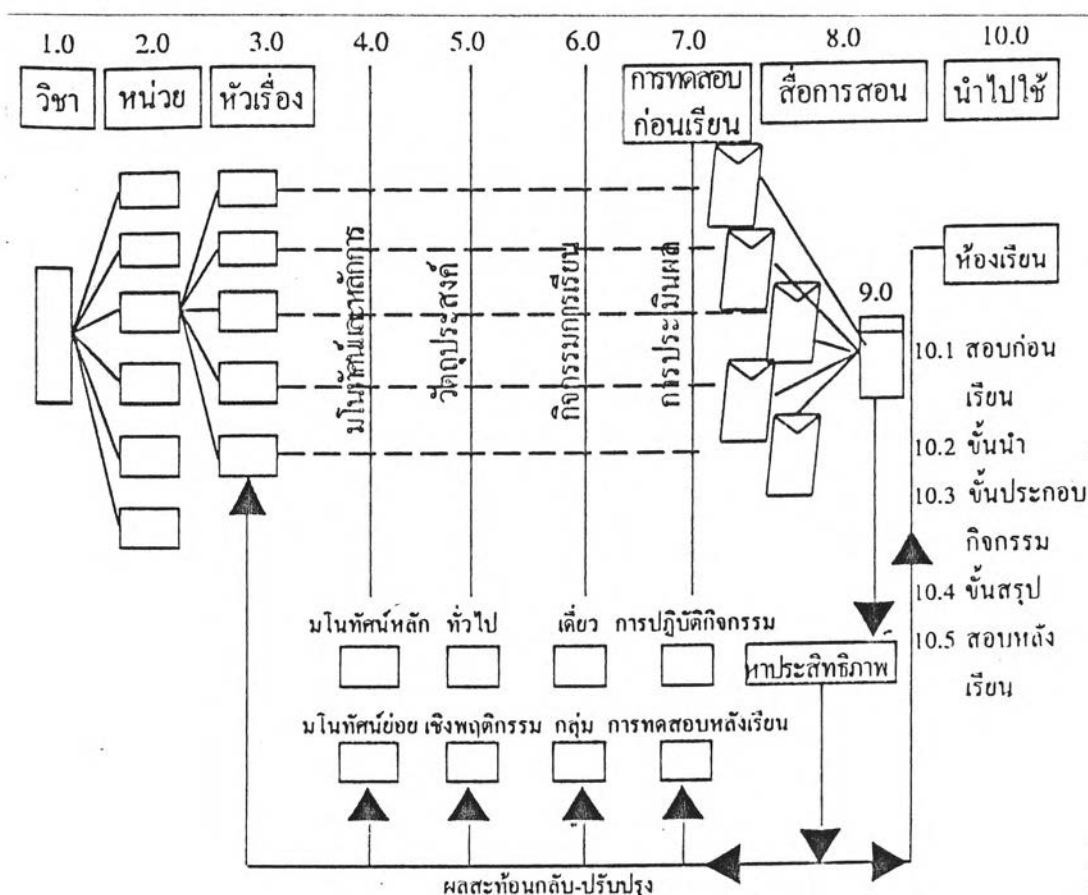 1.0 2.0 3.0 4.0 5.0 6.0 7.0 8.0 10.0
วิชา หน่วย หัวเรื่อง การทดสอบ สื่อการสอน นำไปใช้
ก่อนเรียน
มโนทัศน์และหลักการ
วัตถุประสงค์
กิจกรรมการเรียน
การประเมินผล
ห้องเรียน
9.0
10.1 สอบก่อน
เรียน
10.2 ขั้นนำ
10.3 ขั้นประกอบ
กิจกรรม
10.4 ขั้นสรุป
10.5 สอบหลัง
เรียน
มโนทัศน์หลัก ทั่วไป เดี่ยว การปฏิบัติกิจกรรม
หาประสิทธิภาพ
มโนทัศน์ย่อย เชิงพฤติกรรม กลุ่ม การทดสอบหลังเรียน
ผลสะท้อนกลับ-ปรับปรุง